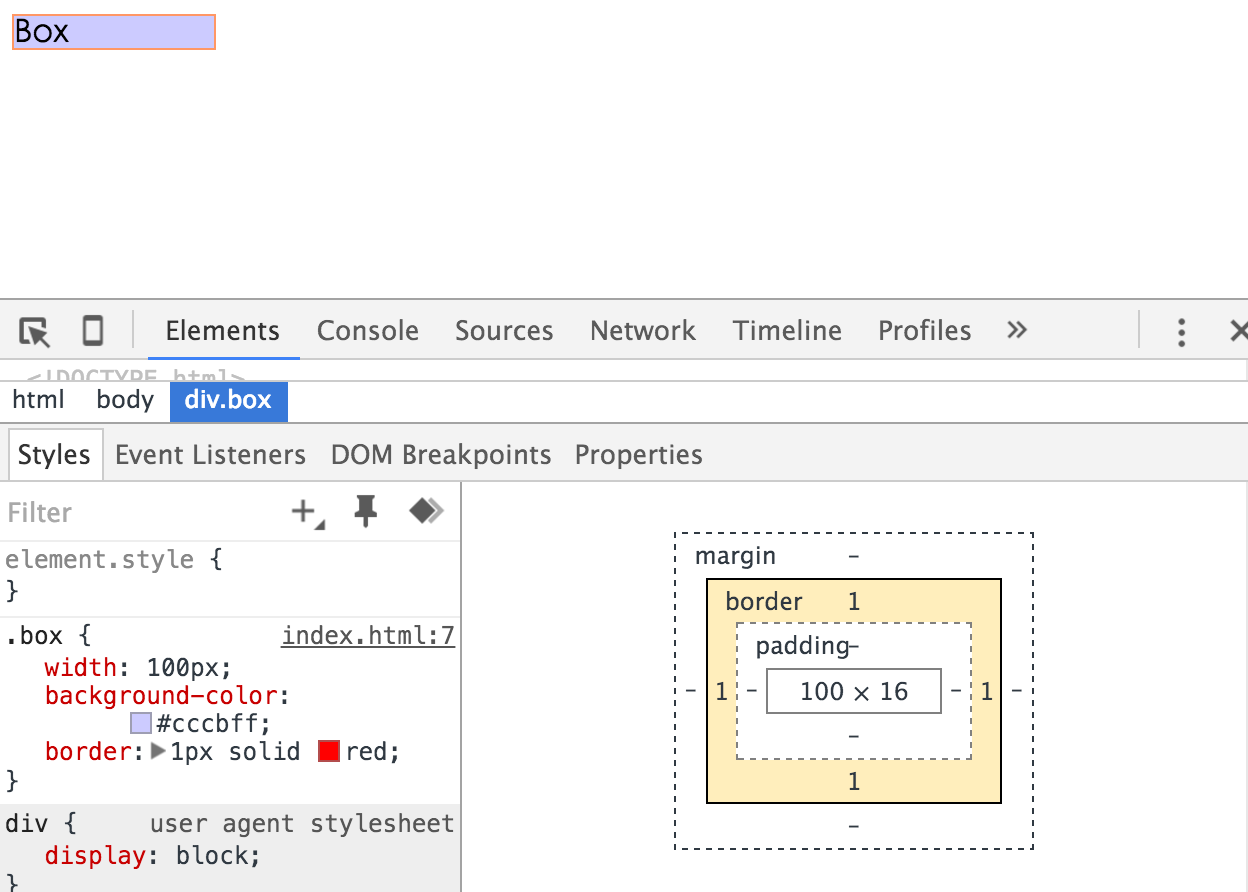 Box
Elements Console Sources Network Timeline Profiles »
<!DOCTYPE html>
html body div.box
Styles Event Listeners DOM Breakpoints Properties
Filter
element.style {
}
.box { index.html:7
width: 100px;
background-color:
#cccbff;
border: 1px solid red;
}
div { user agent stylesheet
display: block;
}
margin –
border 1
padding–
– 1 – 100 × 16 – 1 –
–
1
–